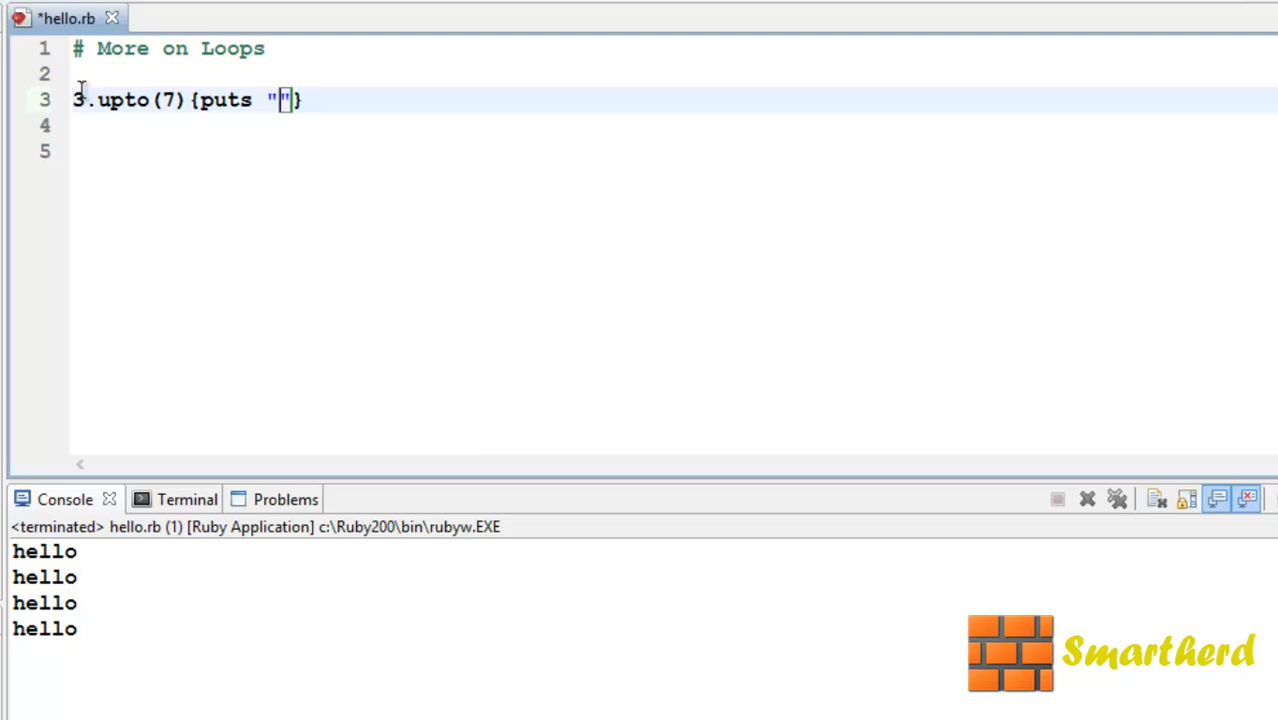 *hello.rb
1 # More on Loops
2
3 3.upto(7){puts ""}
4
5
Console Terminal Problems
<terminated> hello.rb (1) [Ruby Application] c:\Ruby200\bin\rubyw.EXE
hello
hello
hello
hello
Smartherd